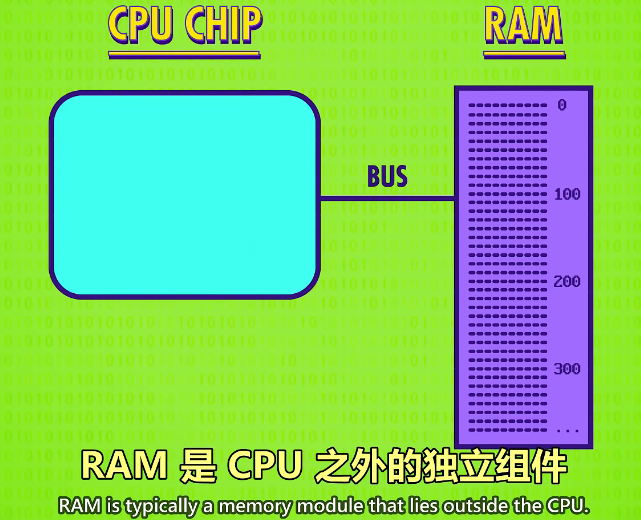 CPU CHIP
RAM
0
BUS
100
200
300
...
RAM 是 CPU 之外的独立组件
RAM is typically a memory module that lies outside the CPU.